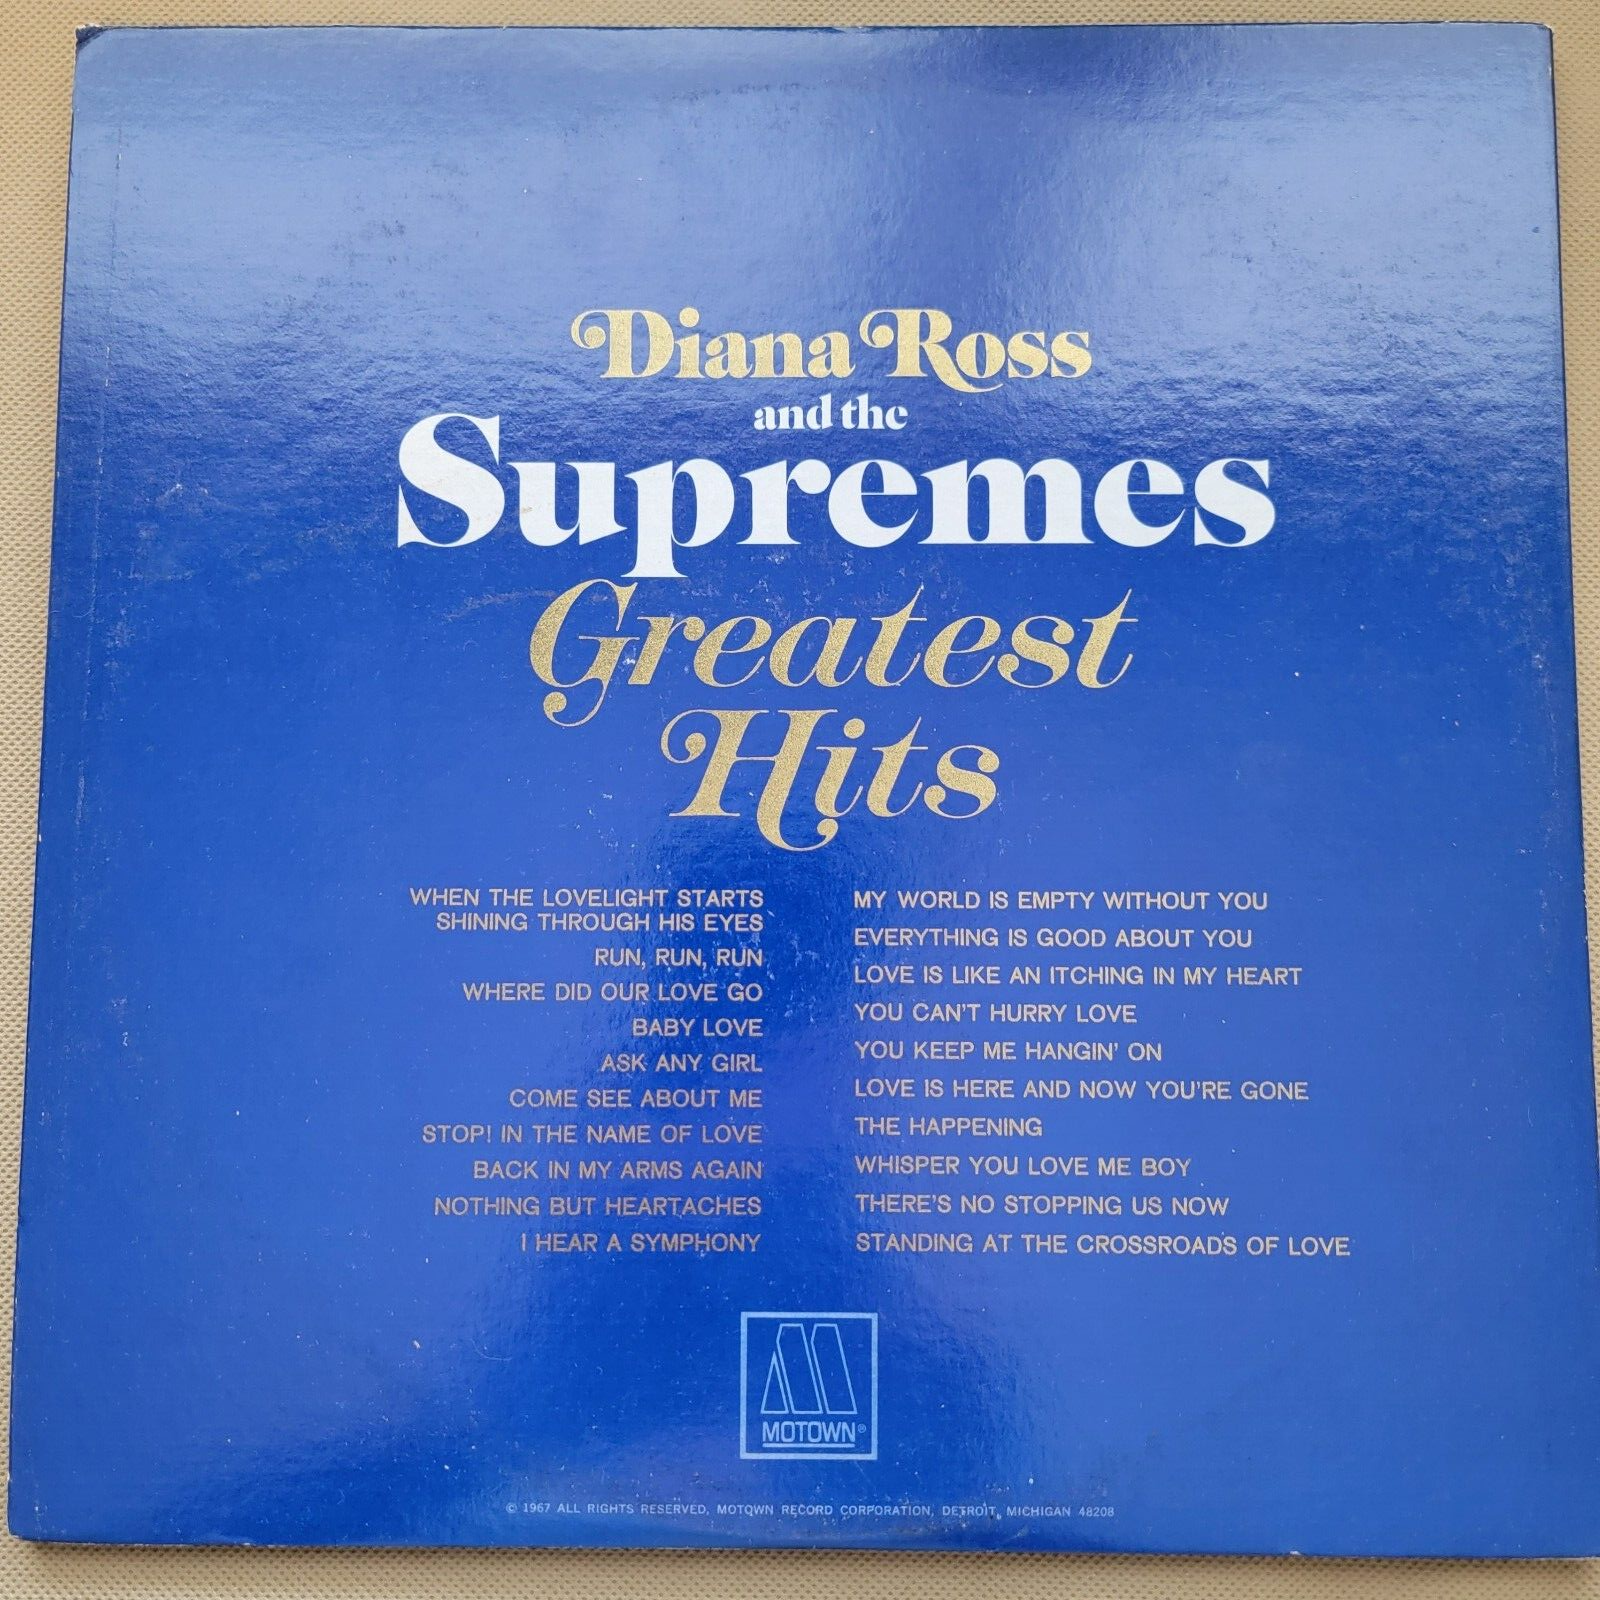 Diana Ross
and the
Supremes
Greatest
Hits
WHEN THE LOVELIGHT STARTS
SHINING THROUGH HIS EYES
RUN, RUN, RUN
WHERE DID OUR LOVE GO
BABY LOVE
ASK ANY GIRL
COME SEE ABOUT ME
STOP! IN THE NAME OF LOVE
BACK IN MY ARMS AGAIN
NOTHING BUT HEARTACHES
I HEAR A SYMPHONY
MY WORLD IS EMPTY WITHOUT YOU
EVERYTHING IS GOOD ABOUT YOU
LOVE IS LIKE AN ITCHING IN MY HEART
YOU CAN'T HURRY LOVE
YOU KEEP ME HANGIN' ON
LOVE IS HERE AND NOW YOU'RE GONE
THE HAPPENING
WHISPER YOU LOVE ME BOY
THERE'S NO STOPPING US NOW
STANDING AT THE CROSSROADS OF LOVE
MOTOWN®
© 1967 ALL RIGHTS RESERVED, MOTOWN RECORD CORPORATION, DETROIT, MICHIGAN 48208